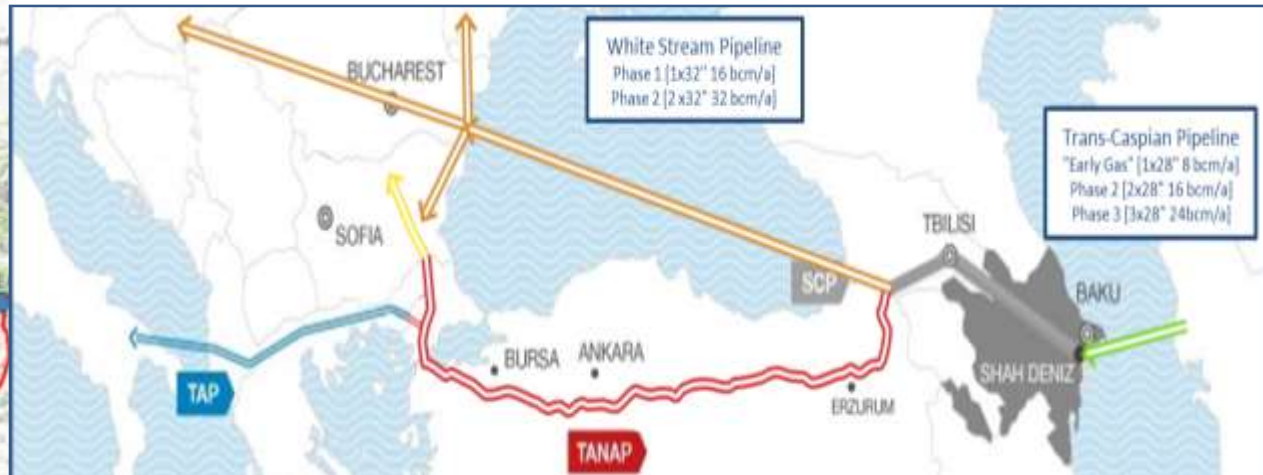 White Stream Pipeline
Phase 1 [1x32" 16 bcm/a]
Phase 2 [2 x32" 32 bcm/a]
BUCHAREST
Trans-Caspian Pipeline
"Early Gas" [1x28" 8 bcm/a]
Phase 2 [2x28" 16 bcm/a]
Phase 3 [3x28" 24bcm/a]
SOFIA
TBILISI
SCP
BAKU
BURSA
ANKARA
SHAH DENIZ
TAP
ERZURUM
TANAP